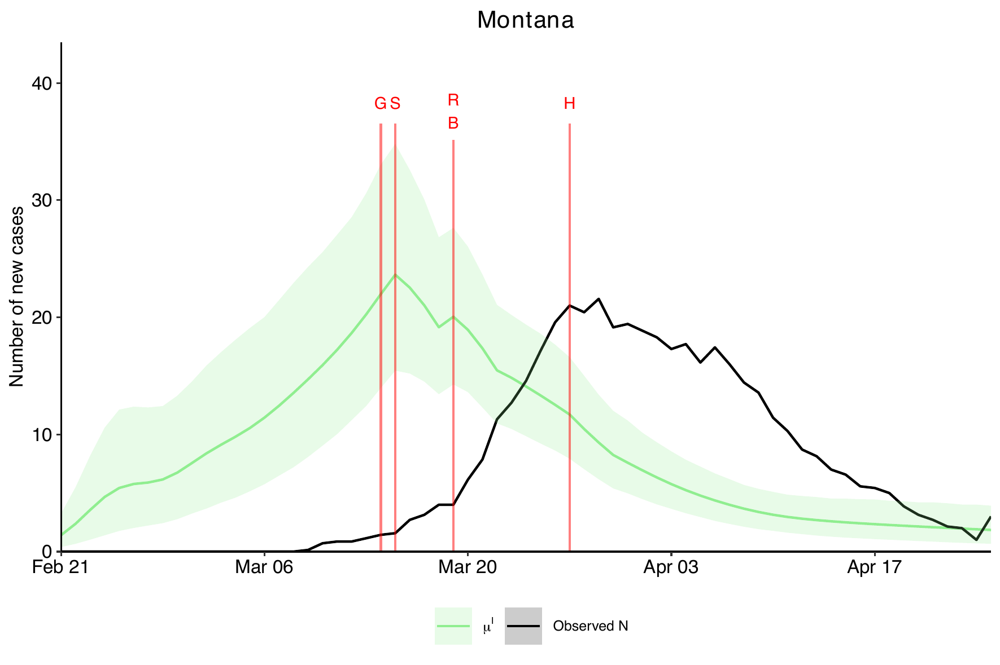 Montana
Number of new cases
40
30
20
10
0
G S
R
B
H
Feb 21 Mar 06 Mar 20 Apr 03 Apr 17
μᴵ Observed N